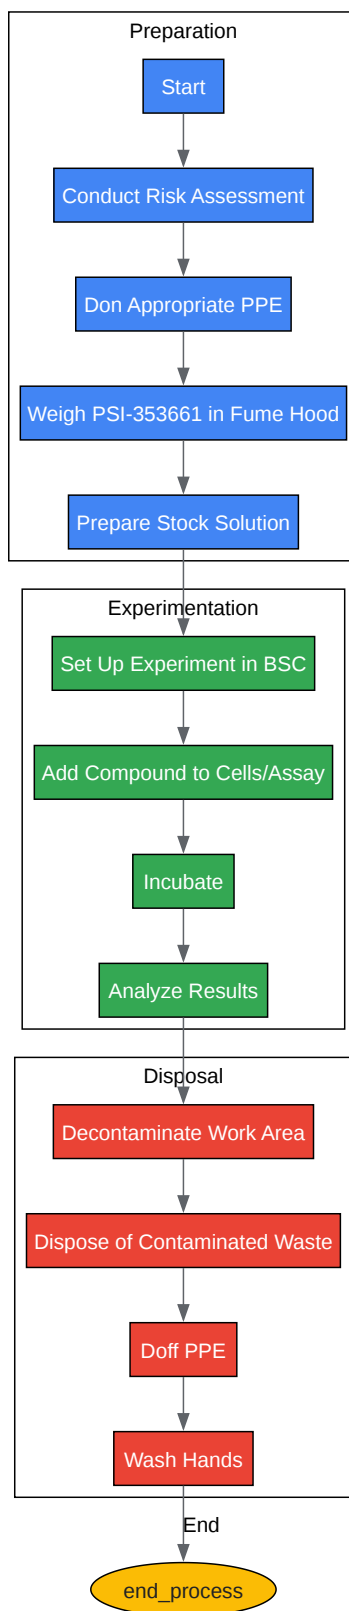 Preparation
Start
Conduct Risk Assessment
Don Appropriate PPE
Weigh PSI-353661 in Fume Hood
Prepare Stock Solution
Experimentation
Set Up Experiment in BSC
Add Compound to Cells/Assay
Incubate
Analyze Results
Disposal
Decontaminate Work Area
Dispose of Contaminated Waste
Doff PPE
Wash Hands
End
end_process